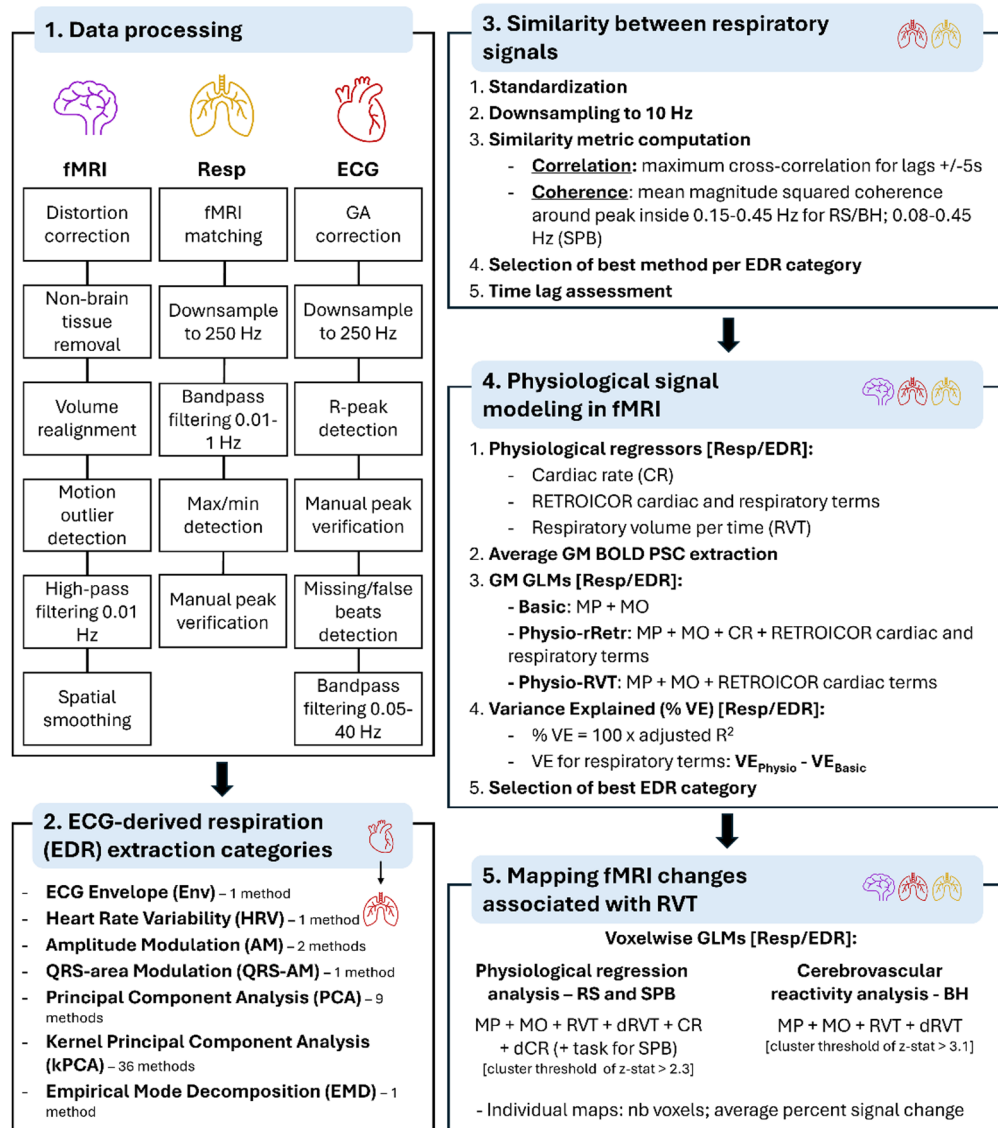 1. Data processing
fMRI
Distortion
correction
Non-brain
tissue
removal
Volume
realignment
Motion
outlier
detection
High-pass
filtering 0.01
Hz
Spatial
smoothing
Resp
fMRI
matching
Downsample
to 250 Hz
Bandpass
filtering 0.01-
1 Hz
Max/min
detection
Manual peak
verification
ECG
GA
correction
Downsample
to 250 Hz
R-peak
detection
Manual peak
verification
Missing/false
beats
detection
Bandpass
filtering 0.05-
40 Hz
2. ECG-derived respiration
(EDR) extraction categories
- ECG Envelope (Env) – 1 method
- Heart Rate Variability (HRV) – 1 method
- Amplitude Modulation (AM) – 2 methods
- QRS-area Modulation (QRS-AM) – 1 method
- Principal Component Analysis (PCA) – 9
methods
- Kernel Principal Component Analysis
(kPCA) – 36 methods
- Empirical Mode Decomposition (EMD) – 1
method
3. Similarity between respiratory
signals
1. Standardization
2. Downsampling to 10 Hz
3. Similarity metric computation
- Correlation: maximum cross-correlation for lags +/-5s
- Coherence: mean magnitude squared coherence
around peak inside 0.15-0.45 Hz for RS/BH; 0.08-0.45
Hz (SPB)
4. Selection of best method per EDR category
5. Time lag assessment
4. Physiological signal
modeling in fMRI
1. Physiological regressors [Resp/EDR]:
- Cardiac rate (CR)
- RETROICOR cardiac and respiratory terms
- Respiratory volume per time (RVT)
2. Average GM BOLD PSC extraction
3. GM GLMs [Resp/EDR]:
- Basic: MP + MO
- Physio-rRetr: MP + MO + CR + RETROICOR cardiac and
respiratory terms
- Physio-RVT: MP + MO + RETROICOR cardiac terms
4. Variance Explained (% VE) [Resp/EDR]:
- % VE = 100 x adjusted R²
- VE for respiratory terms: VEPhysio - VEBasic
5. Selection of best EDR category
5. Mapping fMRI changes
associated with RVT
Voxelwise GLMs [Resp/EDR]:
Physiological regression
analysis – RS and SPB
MP + MO + RVT + dRVT + CR
+ dCR (+ task for SPB)
[cluster threshold of z-stat > 2.3]
Cerebrovascular
reactivity analysis - BH
MP + MO + RVT + dRVT
[cluster threshold of z-stat > 3.1]
- Individual maps: nb voxels; average percent signal change